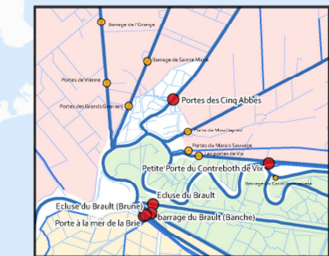 Barrage de l'Orange
Barrage de Sainte Marie
Portes de Vienne
Portes des Grands Greniers
Portes des Cinq Abbés
Portes du Marais Sauvage
Petite Porte du Contreboth de Vix
Ecluse du Brault
Ecluse du Brault (Brune)
barrage du Brault (Banche)
Porte à la mer de la Brie